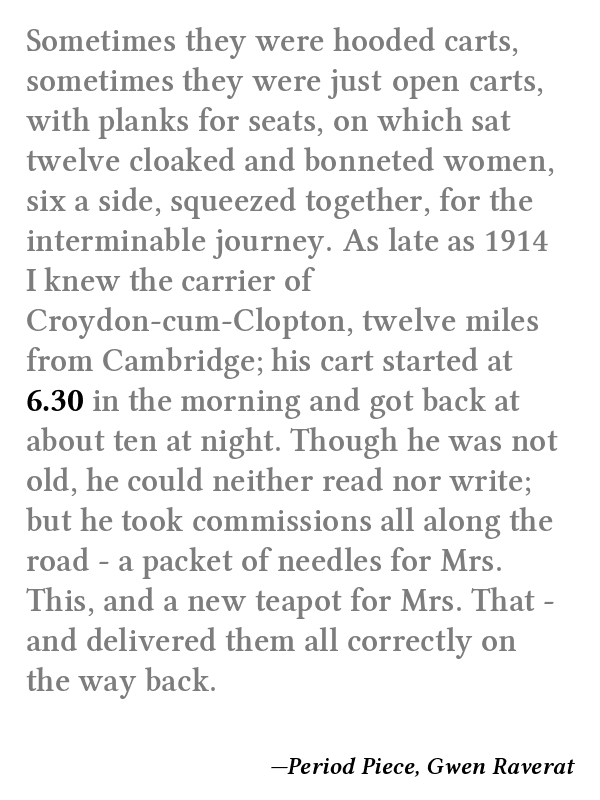 Sometimes they were hooded carts,
sometimes they were just open carts,
with planks for seats, on which sat
twelve cloaked and bonneted women,
six a side, squeezed together, for the
interminable journey. As late as 1914
I knew the carrier of
Croydon-cum-Clopton, twelve miles
from Cambridge; his cart started at
6.30 in the morning and got back at
about ten at night. Though he was not
old, he could neither read nor write;
but he took commissions all along the
road - a packet of needles for Mrs.
This, and a new teapot for Mrs. That -
and delivered them all correctly on
the way back.
—Period Piece, Gwen Raverat